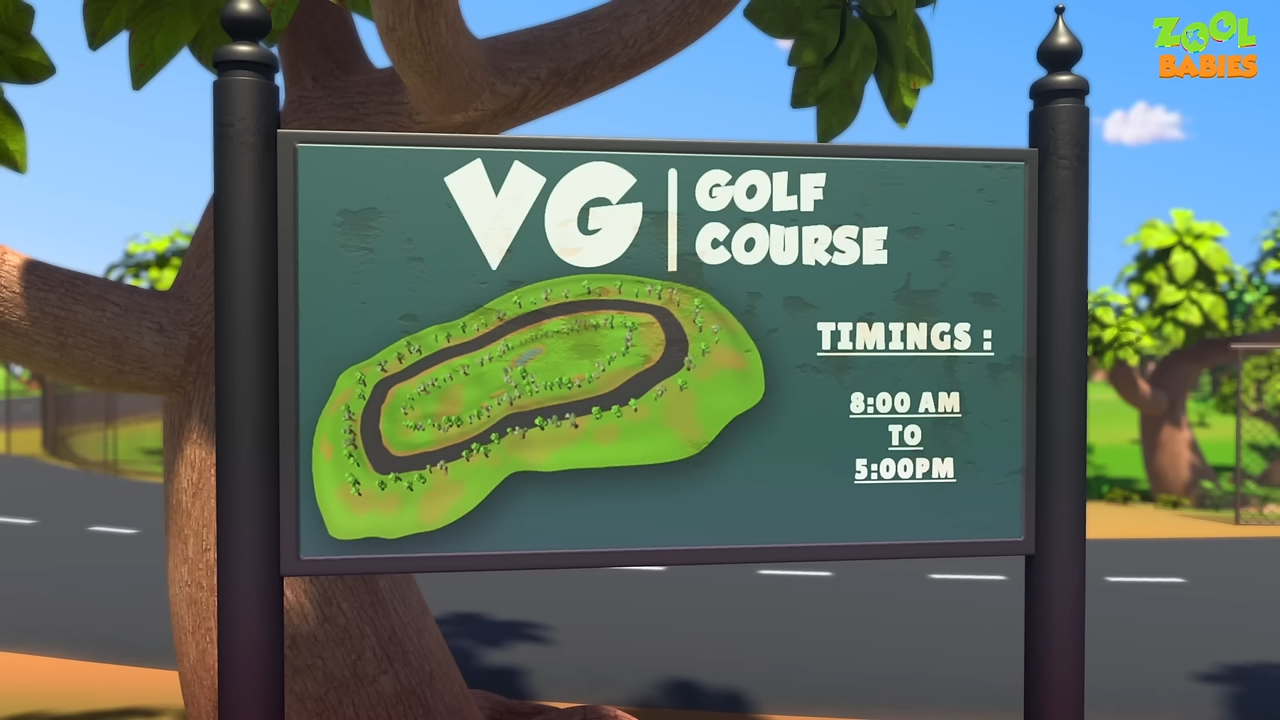 ZOOL
BABIES
VG | GOLF
COURSE
TIMINGS :
8:00 AM
TO
5:00PM